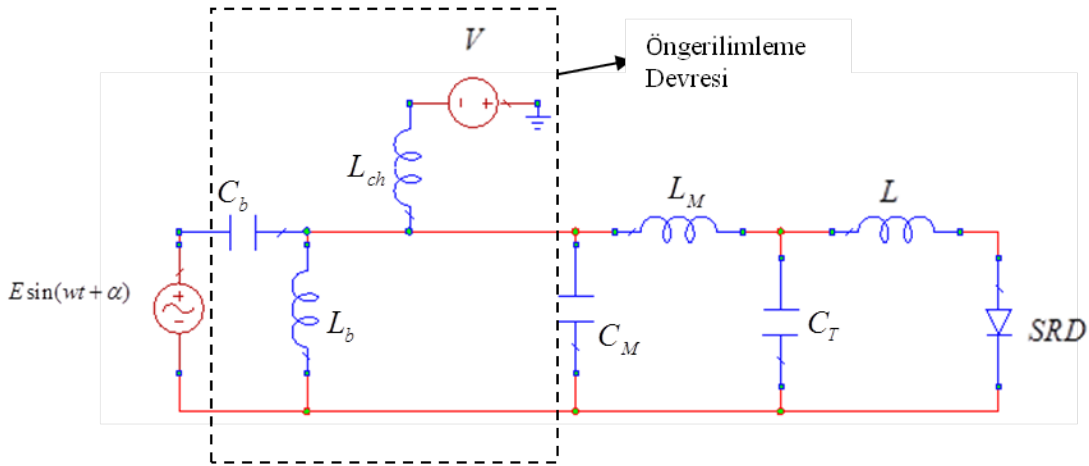 V
Öngerilimleme
Devresi
- +
L_ch
C_b
L_M
L
E sin(wt + α)
+
-
L_b
C_M
C_T
SRD